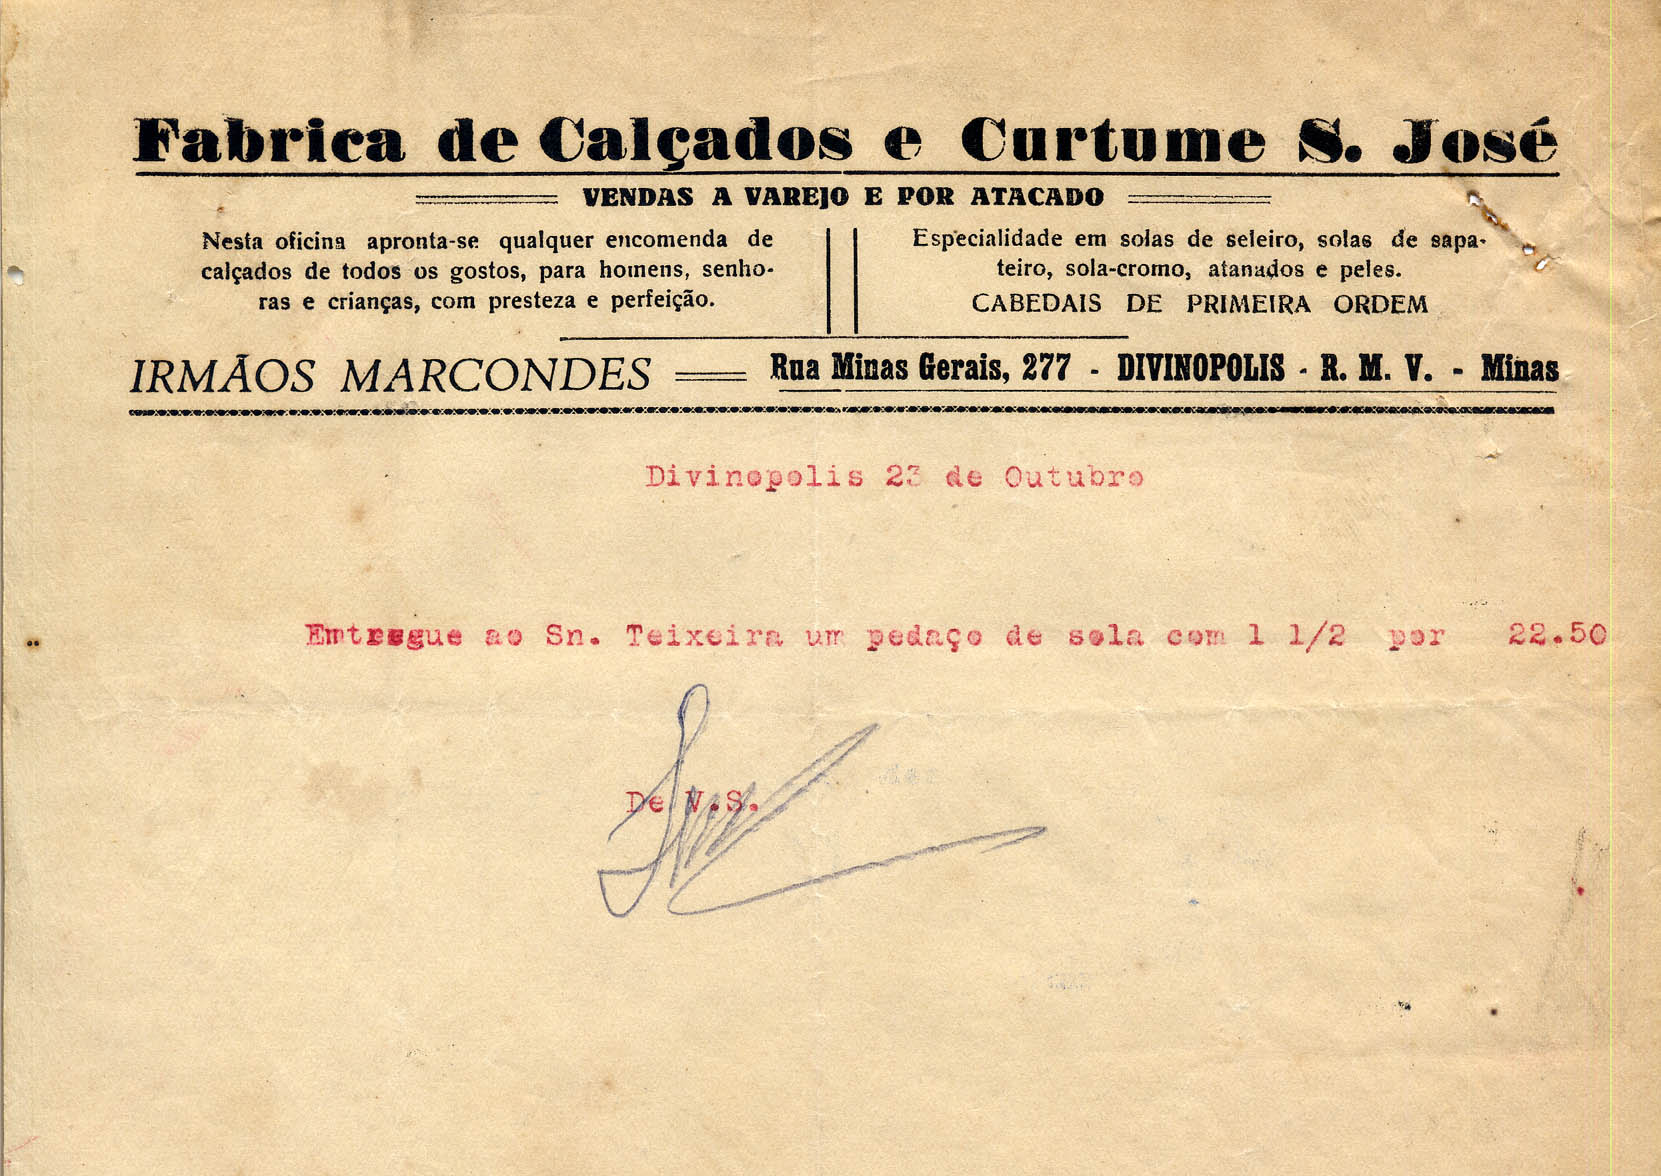 Fabrica de Calçados e Curtume S. José
VENDAS A VAREJO E POR ATACADO
Nesta oficina apronta-se qualquer encomenda de
calçados de todos os gostos, para homens, senho-
ras e crianças, com presteza e perfeição.
Especialidade em solas de seleiro, solas de sapa-
teiro, sola-cromo, atanados e peles.
CABEDAIS DE PRIMEIRA ORDEM
IRMÃOS MARCONDES
Rua Minas Gerais, 277 - DIVINOPOLIS - R. M. V. - Minas
Divinopolis 23 de Outubro
Emtregue ao Sn. Teixeira um pedaço de sola com 1 1/2 por 22.50
De V.S.